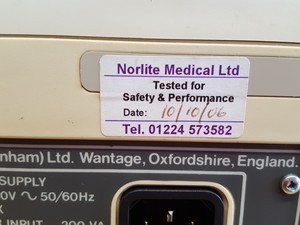 Norlite Medical Ltd
Tested for
Safety & Performance
Date: 10/10/06
Tel. 01224 573582
nham) Ltd. Wantage, Oxfordshire, England.
SUPPLY
0V ~ 50/60Hz
INPUT 200 VA